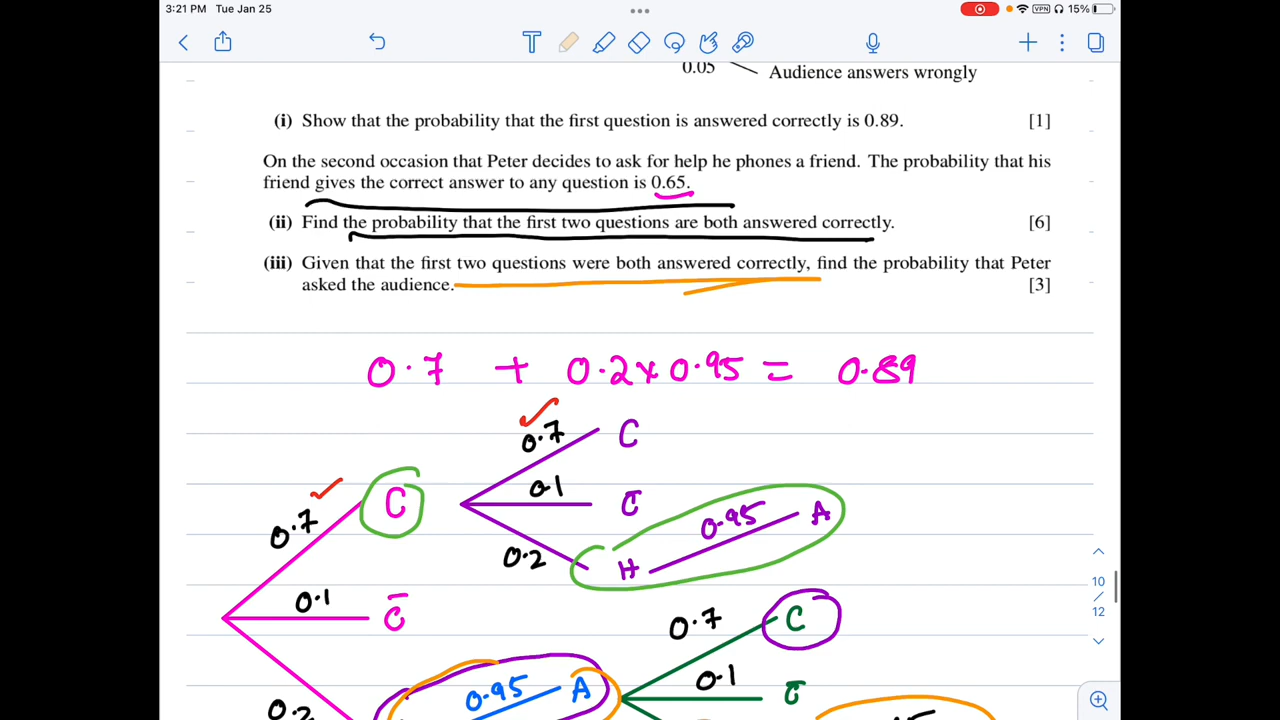 3:21 PM Tue Jan 25
VPN 15%
0.05 Audience answers wrongly
(i) Show that the probability that the first question is answered correctly is 0.89. [1]
On the second occasion that Peter decides to ask for help he phones a friend. The probability that his
friend gives the correct answer to any question is 0.65.
(ii) Find the probability that the first two questions are both answered correctly. [6]
(iii) Given that the first two questions were both answered correctly, find the probability that Peter
asked the audience. [3]
0.7 + 0.2 x 0.95 = 0.89
0.7 C
0.7 C 0.1 C̄
0.95 A
0.2 H
10
/
12
0.1 C̄
0.7 C
0.95 A 0.1 C̄
0.2